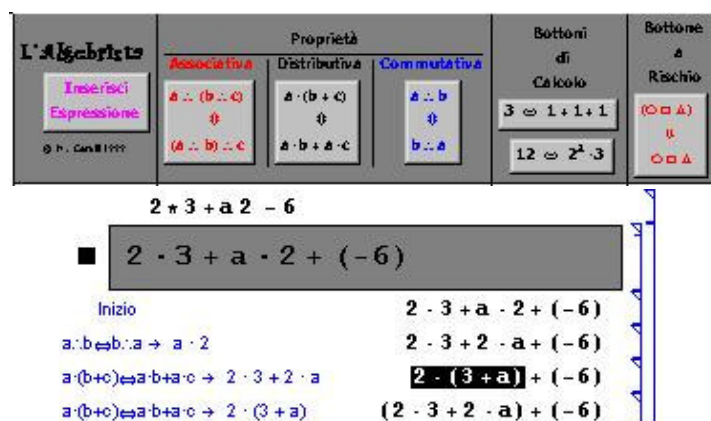 L'Algebrista
Inserisci
Espressione
Proprietà
Associativa
a ∴ (b ∴ c)
⇕
(a ∴ b) ∴ c
Distributiva
a · (b + c)
⇕
a · b + a · c
Commutativa
a ∴ b
⇕
b ∴ a
Bottoni
di
Calcolo
3 ⇔ 1 + 1 + 1
12 ⇔ 2² · 3
Bottone
a
Rischio
(○ □ △)
⇓
○ □ △
2 * 3 + a 2 - 6
2 · 3 + a · 2 + (-6)
Inizio 2 · 3 + a · 2 + (-6)
a∴b⇔b∴a → a · 2 2 · 3 + 2 · a + (-6)
a·(b+c)⇔a·b+a·c → 2 · 3 + 2 · a 2 · (3 + a) + (-6)
a·(b+c)⇔a·b+a·c → 2 · (3 + a) (2 · 3 + 2 · a) + (-6)